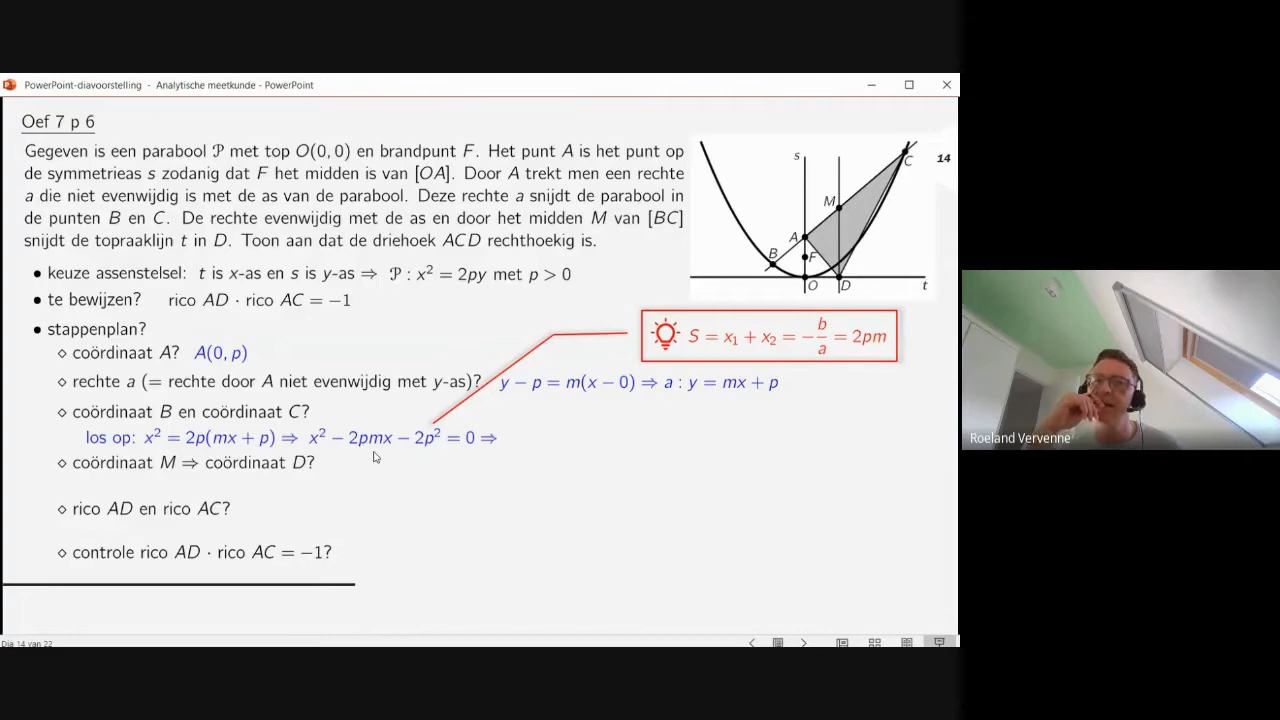 PowerPoint-diavoorstelling - Analytische meetkunde - PowerPoint
Oef 7 p 6
Gegeven is een parabool 𝒫 met top O(0, 0) en brandpunt F. Het punt A is het punt op
de symmetrieas s zodanig dat F het midden is van [OA]. Door A trekt men een rechte
a die niet evenwijdig is met de as van de parabool. Deze rechte a snijdt de parabool in
de punten B en C. De rechte evenwijdig met de as en door het midden M van [BC]
snijdt de topraaklijn t in D. Toon aan dat de driehoek ACD rechthoekig is.
s
C
14
M
A
B
F
O
D
t
• keuze assenstelsel: t is x-as en s is y-as ⇒ 𝒫 : x² = 2py met p > 0
• te bewijzen? rico AD · rico AC = −1
• stappenplan?
S = x₁ + x₂ = −b/a = 2pm
⋄ coördinaat A? A(0, p)
⋄ rechte a (= rechte door A niet evenwijdig met y-as)? y − p = m(x − 0) ⇒ a : y = mx + p
⋄ coördinaat B en coördinaat C?
los op: x² = 2p(mx + p) ⇒ x² − 2pmx − 2p² = 0 ⇒
⋄ coördinaat M ⇒ coördinaat D?
⋄ rico AD en rico AC?
⋄ controle rico AD · rico AC = −1?
Dia 14 van 22
Roeland Vervenne